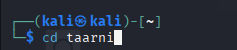 ┌──(kali㉿kali)-[~]
└─$ cd taarni